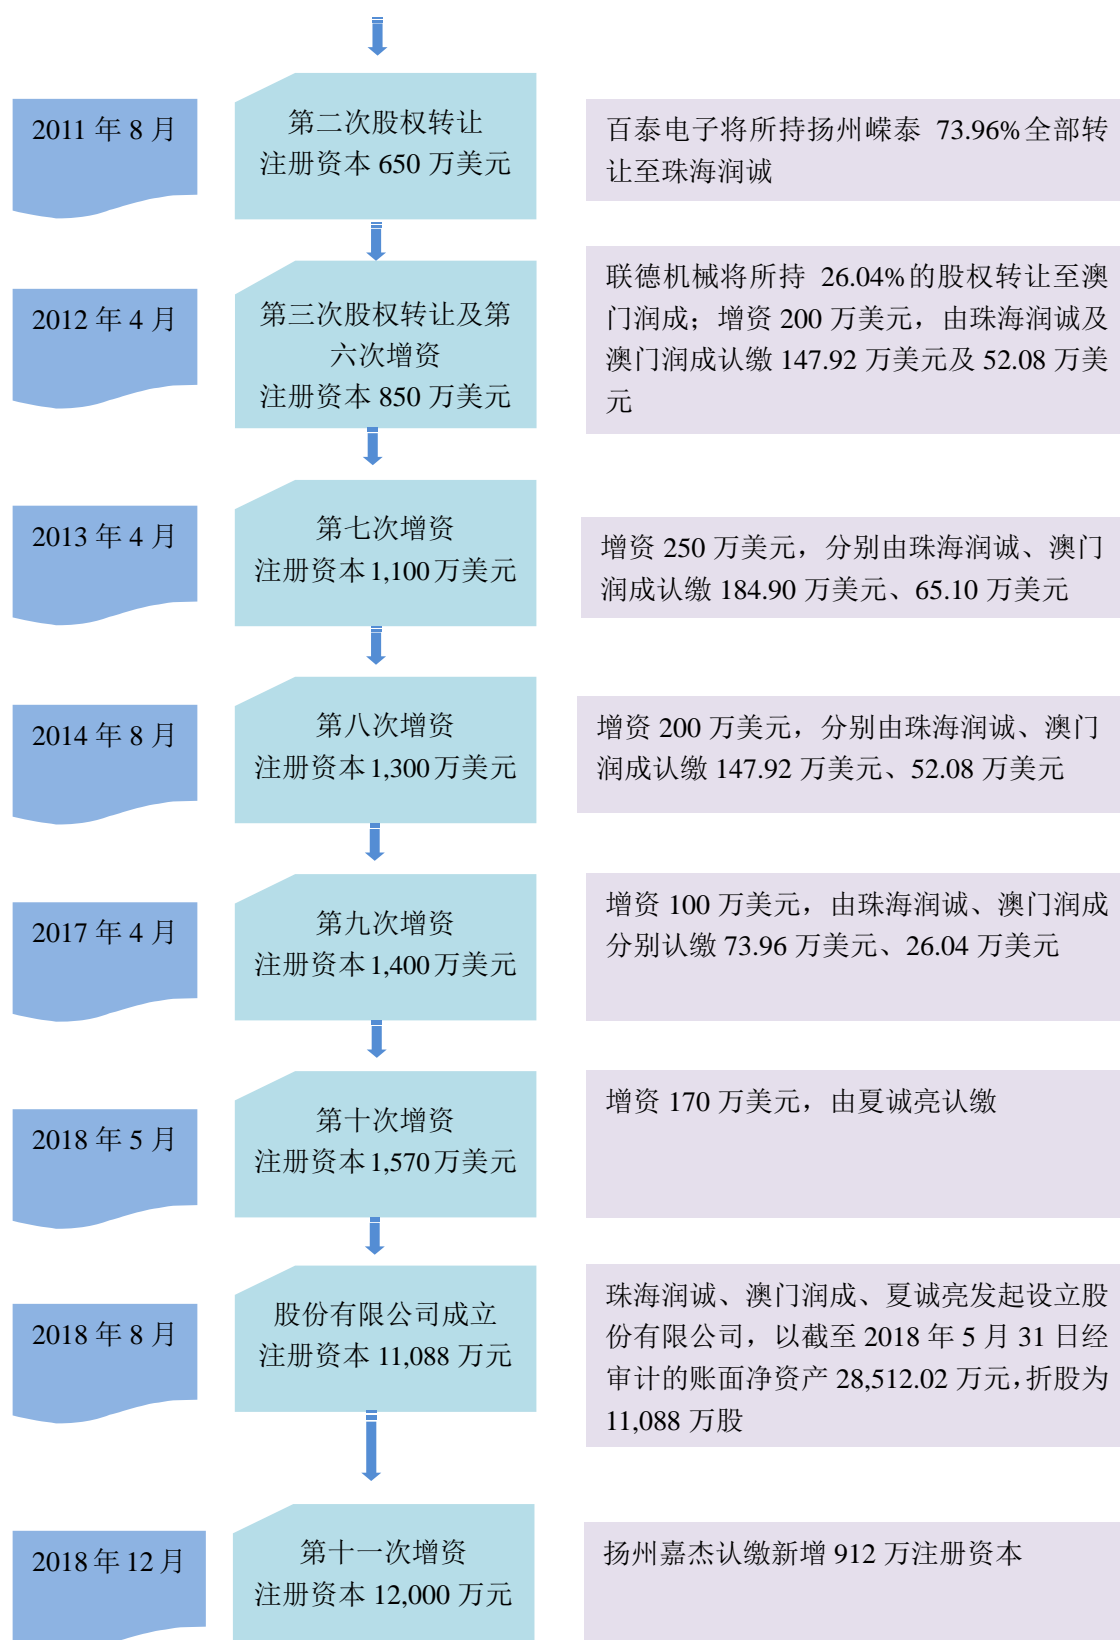 2011 年 8 月
第二次股权转让
注册资本 650 万美元
百泰电子将所持扬州嵘泰 73.96%全部转
让至珠海润诚
2012 年 4 月
第三次股权转让及第
六次增资
注册资本 850 万美元
联德机械将所持 26.04%的股权转让至澳
门润成；增资 200 万美元，由珠海润诚及
澳门润成认缴 147.92 万美元及 52.08 万美
元
2013 年 4 月
第七次增资
注册资本 1,100 万美元
增资 250 万美元，分别由珠海润诚、澳门
润成认缴 184.90 万美元、65.10 万美元
2014 年 8 月
第八次增资
注册资本 1,300 万美元
增资 200 万美元，分别由珠海润诚、澳门
润成认缴 147.92 万美元、52.08 万美元
2017 年 4 月
第九次增资
注册资本 1,400 万美元
增资 100 万美元，由珠海润诚、澳门润成
分别认缴 73.96 万美元、26.04 万美元
2018 年 5 月
第十次增资
注册资本 1,570 万美元
增资 170 万美元，由夏诚亮认缴
2018 年 8 月
股份有限公司成立
注册资本 11,088 万元
珠海润诚、澳门润成、夏诚亮发起设立股
份有限公司，以截至 2018 年 5 月 31 日经
审计的账面净资产 28,512.02 万元，折股为
11,088 万股
2018 年 12 月
第十一次增资
注册资本 12,000 万元
扬州嘉杰认缴新增 912 万注册资本